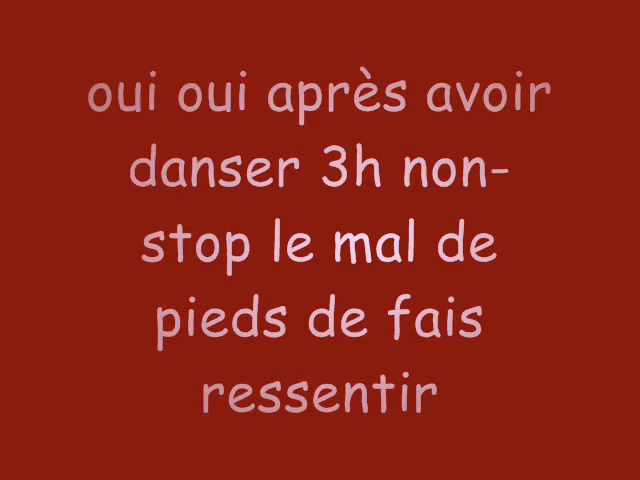 oui oui après avoir
danser 3h non-
stop le mal de
pieds de fais
ressentir